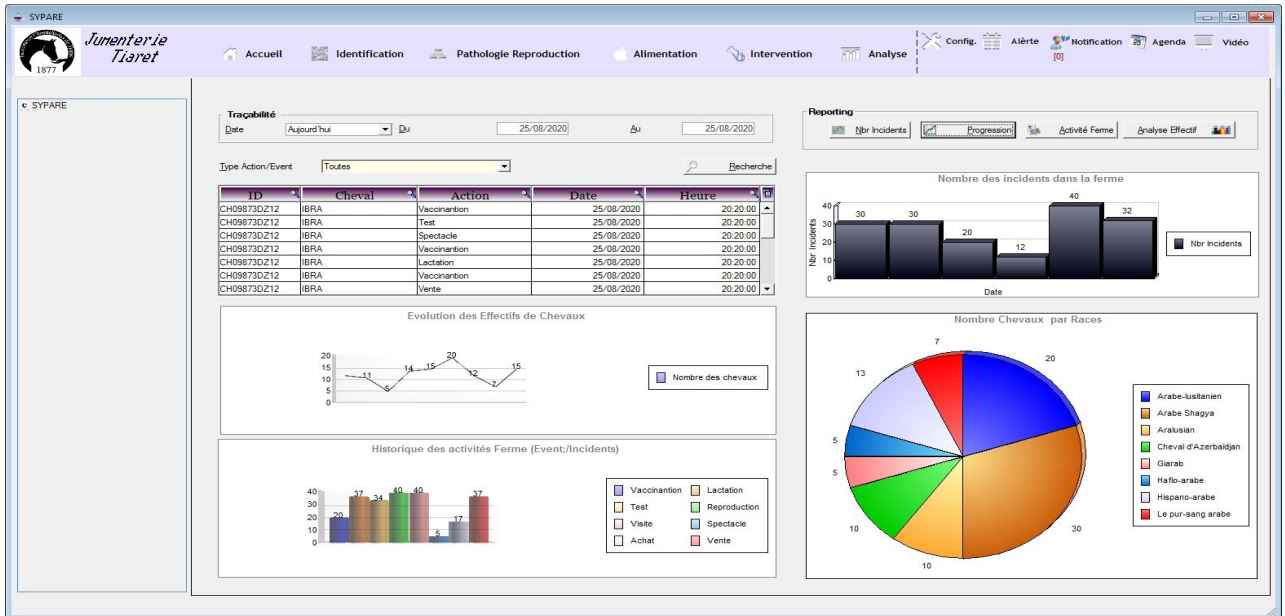 SYPARE
Jumenterie
Tiaret
1877
Accueil
Identification
Pathologie Reproduction
Alimentation
Intervention
Analyse
Config.
Alèrte
Notification
[0]
Agenda
Vidéo
SYPARE
Traçabilité
Date Aujourd'hui Du 25/08/2020 Au 25/08/2020
Type Action/Event Toutes Recherche
ID Cheval Action Date Heure
CH09873DZ12 IBRA Vaccinantion 25/08/2020 20:20:00
CH09873DZ12 IBRA Test 25/08/2020 20:20:00
CH09873DZ12 IBRA Spectacle 25/08/2020 20:20:00
CH09873DZ12 IBRA Vaccinantion 25/08/2020 20:20:00
CH09873DZ12 IBRA Lactation 25/08/2020 20:20:00
CH09873DZ12 IBRA Vaccinantion 25/08/2020 20:20:00
CH09873DZ12 IBRA Vente 25/08/2020 20:20:00
Evolution des Effectifs de Chevaux
20
15
10
5
0
11 5 14 15 20 12 7 15
Nombre des chevaux
Historique des activités Ferme (Event;/Incidents)
40
30
20
10
0
20 37 34 40 40 5 17 37
Vaccinantion Lactation
Test Reproduction
Visite Spectacle
Achat Vente
Reporting
Nbr Incidents Progression Activité Ferme Analyse Effectif
Nombre des incidents dans la ferme
Nbr Incidents
40
30
20
10
0
30 30 20 12 40 32
Date
Nbr Incidents
Nombre Chevaux par Races
7
20
13
5
5
10
10
30
Arabe-lusitanien
Arabe Shagya
Aralusian
Cheval d'Azerbaïdjan
Giarab
Haflo-arabe
Hispano-arabe
Le pur-sang arabe